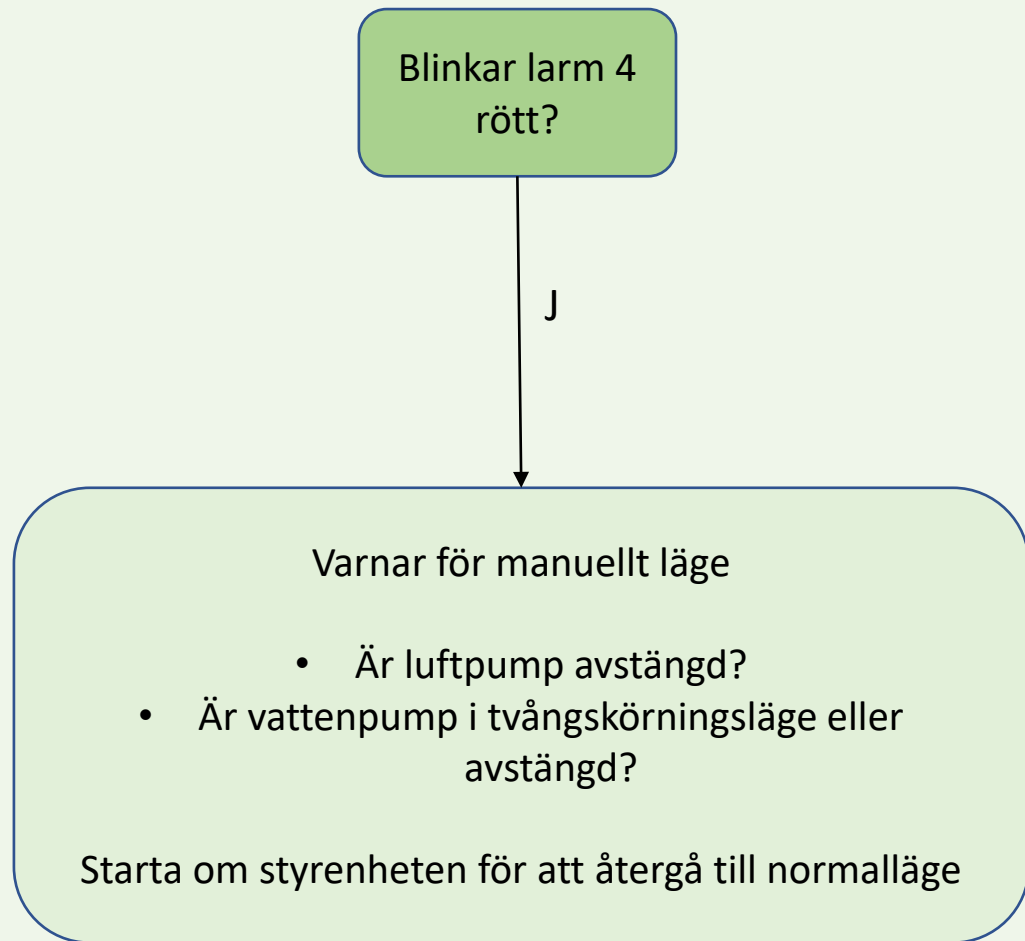 Blinkar larm 4
rött?
J
Varnar för manuellt läge
• Är luftpump avstängd?
• Är vattenpump i tvångskörningsläge eller
avstängd?
Starta om styrenheten för att återgå till normalläge